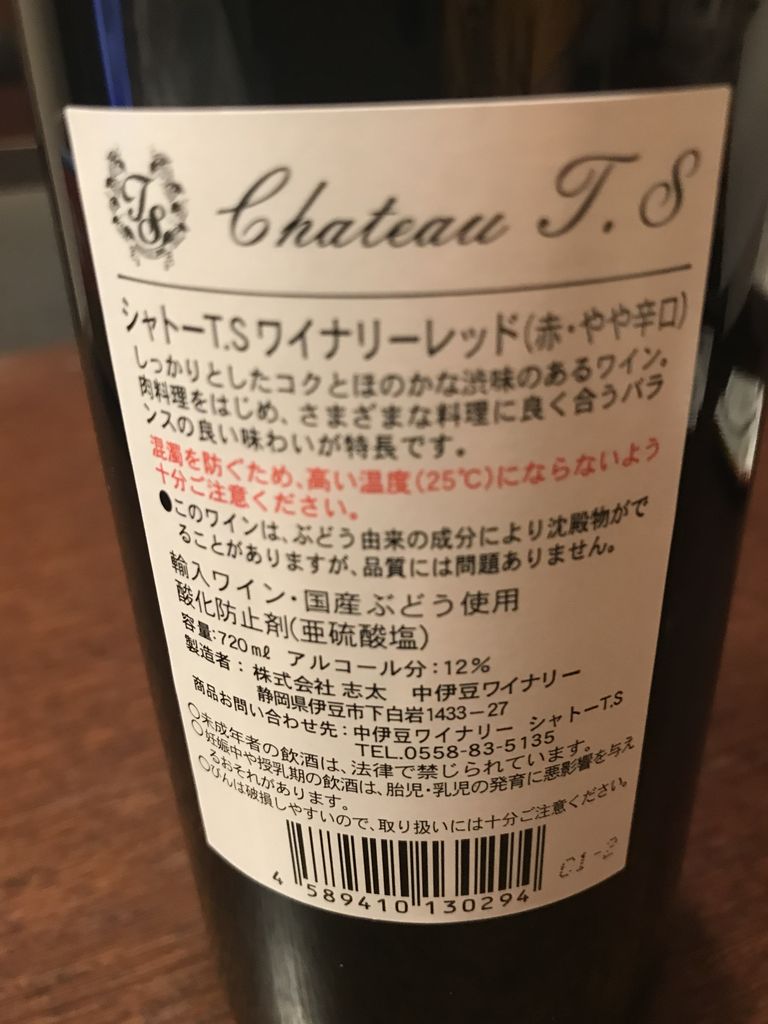 TS
Chateau T.S
シャトーT.Sワイナリーレッド(赤・やや辛口)
しっかりとしたコクとほのかな渋味のあるワイン。
肉料理をはじめ、さまざまな料理に良く合うバラ
ンスの良い味わいが特長です。
混濁を防ぐため、高い温度(25℃)にならないよう
十分ご注意ください。
●このワインは、ぶどう由来の成分により沈殿物がで
ることがありますが、品質には問題ありません。
輸入ワイン・国産ぶどう使用
酸化防止剤(亜硫酸塩)
容量:720mℓ アルコール分:12%
製造者:株式会社 志太 中伊豆ワイナリー
静岡県伊豆市下白岩1433-27
商品お問い合わせ先:中伊豆ワイナリー シャトーT.S
TEL.0558-83-5135
○未成年者の飲酒は、法律で禁じられています。
○妊娠中や授乳期の飲酒は、胎児・乳児の発育に悪影響を与え
るおそれがあります。
○びんは破損しやすいので、取り扱いには十分ご注意ください。
4 589410 130294